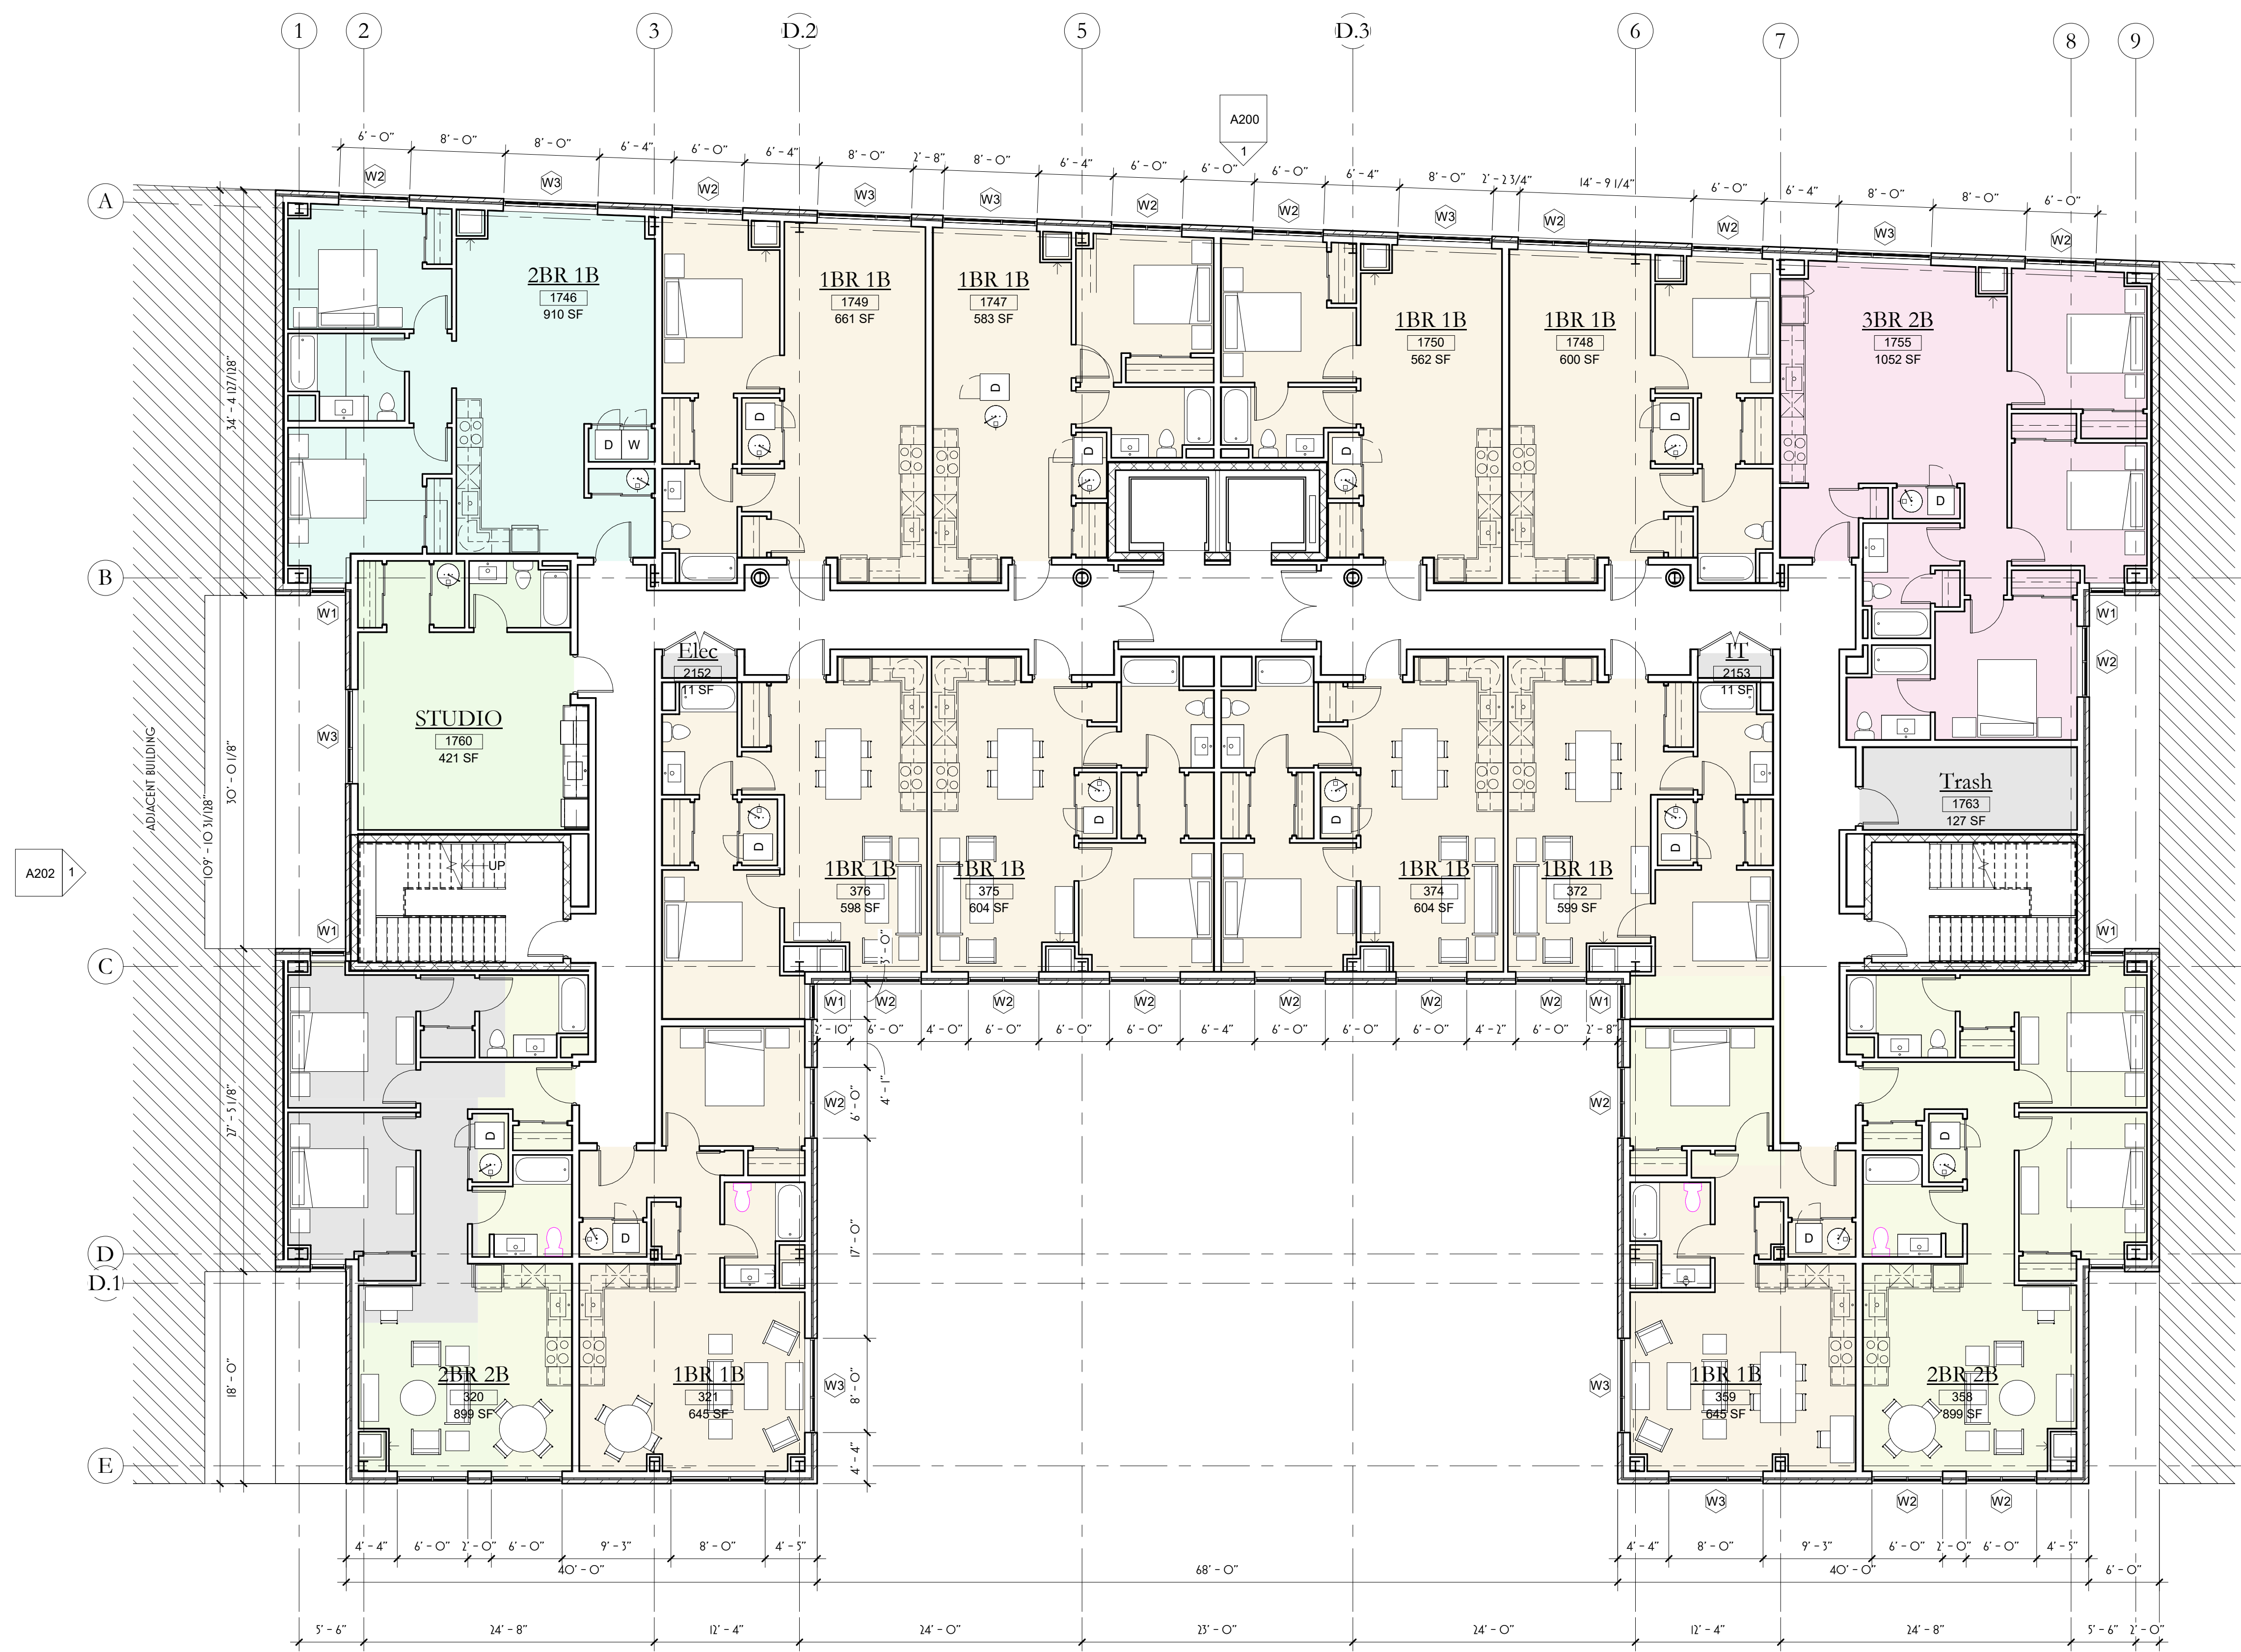 1 2 3 D.2 5 D.3 6 7 8 9
A200
1
6' - 0" 8' - 0" 8' - 0" 6' - 4" 6' - 0" 6' - 4" 8' - 0" 2' - 8" 8' - 0" 6' - 4" 6' - 0" 6' - 0" 6' - 0" 6' - 4" 8' - 0" 2' - 2 3/4" 14' - 9 1/4" 6' - 0" 6' - 4" 8' - 0" 8' - 0" 6' - 0"
W2 W3 W2 W3 W3 W2 W2 W3 W2 W2 W3 W2
A
2BR 1B
1746
910 SF
1BR 1B
1749
661 SF
1BR 1B
1747
583 SF
1BR 1B
1750
562 SF
1BR 1B
1748
600 SF
3BR 2B
1755
1052 SF
34' - 4 127/128"
D
D W
D
D
D
D
D
B
W1
W1
W2
Elec
2152
11 SF
IT
2153
11 SF
STUDIO
1760
421 SF
W3
ADJACENT BUILDING
109' - 10 31/128"
30' - 0 1/8"
Trash
1763
127 SF
D
D
D
D
A202 1
UP
1BR 1B
376
598 SF
1BR 1B
375
604 SF
1BR 1B
374
604 SF
1BR 1B
372
599 SF
W1
W1
3' - 0"
C
W1 W2 W2 W2 W2 W2 W2 W1
2' - 10" 6' - 0" 4' - 0" 6' - 0" 6' - 0" 6' - 0" 6' - 4" 6' - 0" 6' - 0" 6' - 0" 4' - 2" 6' - 0" 2' - 8"
4' - 1"
27' - 5 1/8"
W2
6' - 0"
W2
D
D
D
D
17' - 0"
D
D.1
18' - 0"
2BR 2B
320
899 SF
1BR 1B
321
645 SF
W3
8' - 0"
W3
1BR 1B
359
645 SF
2BR 2B
358
899 SF
E
4' - 4"
W3 W2 W2
4' - 4" 6' - 0" 2' - 0" 6' - 0" 9' - 3" 8' - 0" 4' - 5"
4' - 4" 8' - 0" 9' - 3" 6' - 0" 2' - 0" 6' - 0" 4' - 5"
40' - 0" 68' - 0" 40' - 0" 6' - 0"
5' - 6" 24' - 8" 12' - 4" 24' - 0" 23' - 0" 24' - 0" 12' - 4" 24' - 8" 5' - 6" 2' - 0"